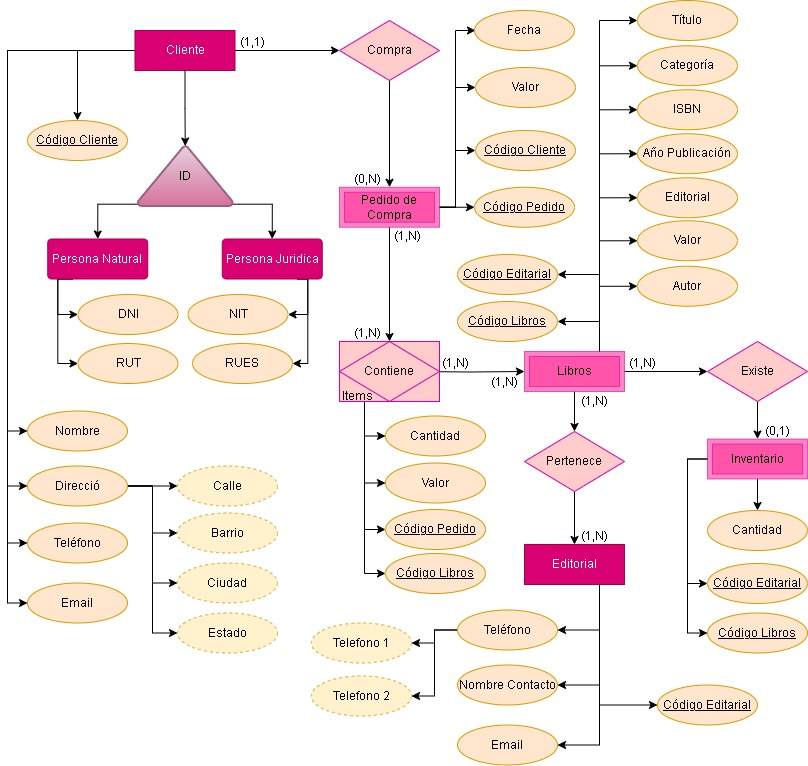 Cliente
(1,1)
Compra
Fecha
Valor
Código Cliente
Código Pedido
Título
Categoría
ISBN
Año Publicación
Editorial
Valor
Autor
Código Cliente
ID
(0,N)
Pedido de
Compra
(1,N)
Persona Natural
Persona Juridica
DNI
RUT
NIT
RUES
Código Editarial
Código Libros
(1,N)
Contiene
Items
(1,N)
(1,N)
Libros
(1,N)
(1,N)
Existe
(0,1)
Inventario
Cantidad
Código Editarial
Código Libros
Pertenece
(1,N)
Editorial
Cantidad
Valor
Código Pedido
Código Libros
Nombre
Direcció
Calle
Barrio
Ciudad
Estado
Teléfono
Email
Teléfono
Telefono 1
Telefono 2
Nombre Contacto
Email
Código Editarial